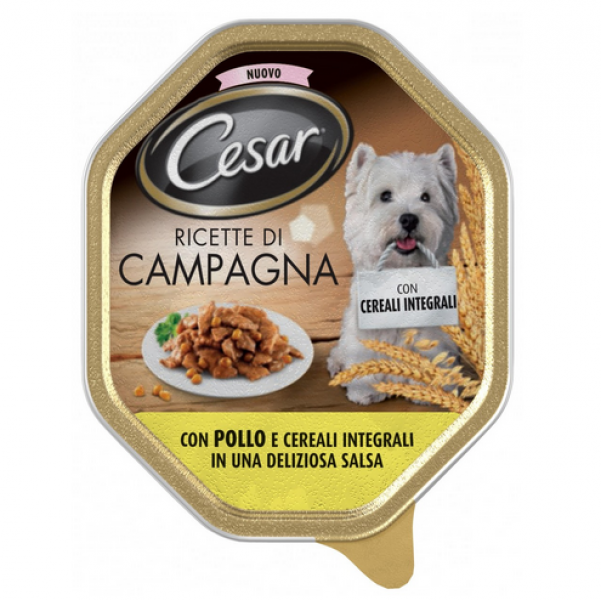 NUOVO
Cesar
RICETTE DI
CAMPAGNA
CON
CEREALI INTEGRALI
CON POLLO E CEREALI INTEGRALI
IN UNA DELIZIOSA SALSA